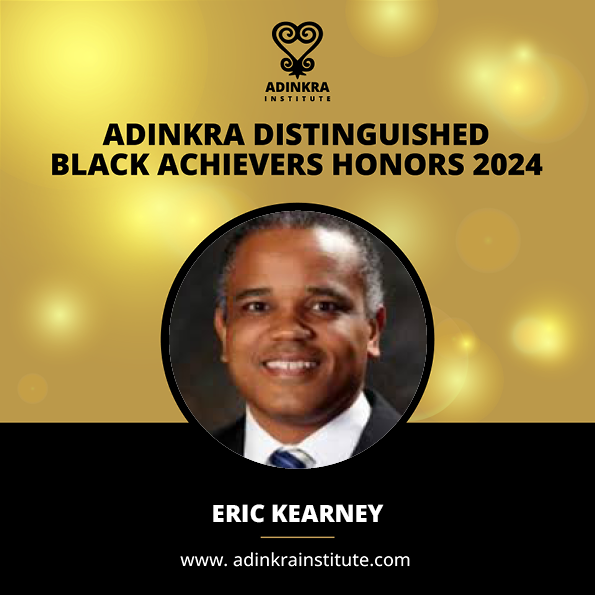 ADINKRA
INSTITUTE
ADINKRA DISTINGUISHED
BLACK ACHIEVERS HONORS 2024
ERIC KEARNEY
www. adinkrainstitute.com